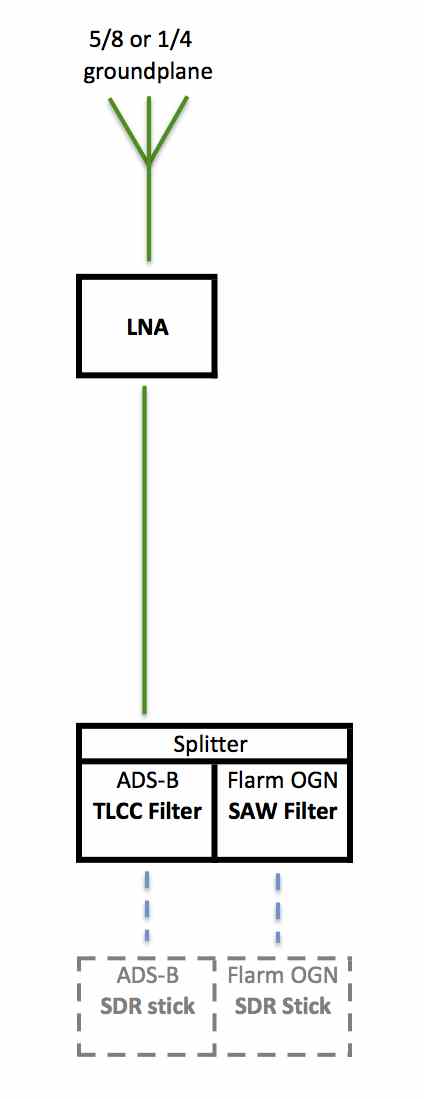 5/8 or 1/4
groundplane
LNA
Splitter
ADS-B
TLCC Filter
Flarm OGN
SAW Filter
ADS-B
SDR stick
Flarm OGN
SDR Stick